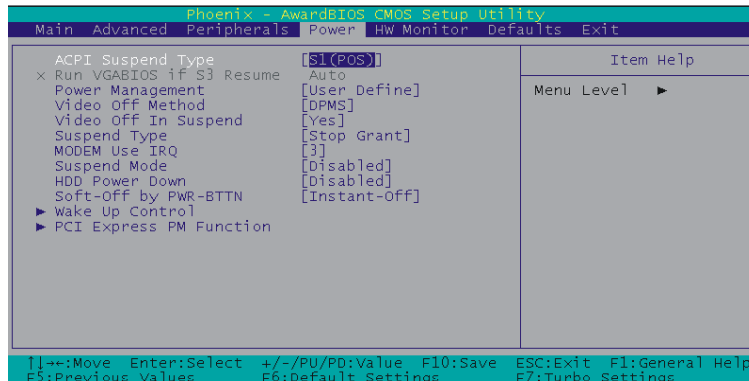 Phoenix - AwardBIOS CMOS Setup Utility
Main Advanced Peripherals Power HW Monitor Defaults Exit
ACPI Suspend Type [S1(POS)]
x Run VGABIOS if S3 Resume Auto
Power Management [User Define]
Video Off Method [DPMS]
Video Off In Suspend [Yes]
Suspend Type [Stop Grant]
MODEM Use IRQ [3]
Suspend Mode [Disabled]
HDD Power Down [Disabled]
Soft-Off by PWR-BTTN [Instant-Off]
► Wake Up Control
► PCI Express PM Function
Item Help
Menu Level ►
↑↓→←:Move Enter:Select +/-/PU/PD:Value F10:Save ESC:Exit F1:General Help
F5:Previous Values F6:Default Settings F7:Turbo Settings